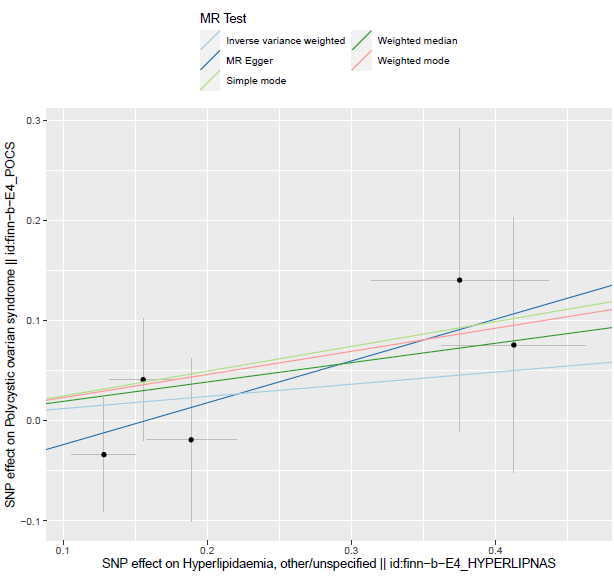 MR Test
Inverse variance weighted
Weighted median
MR Egger
Weighted mode
Simple mode
SNP effect on Polycystic ovarian syndrome || id:finn−b−E4_POCS
0.3
0.2
0.1
0.0
−0.1
0.1
0.2
0.3
0.4
SNP effect on Hyperlipidaemia, other/unspecified || id:finn−b−E4_HYPERLIPNAS